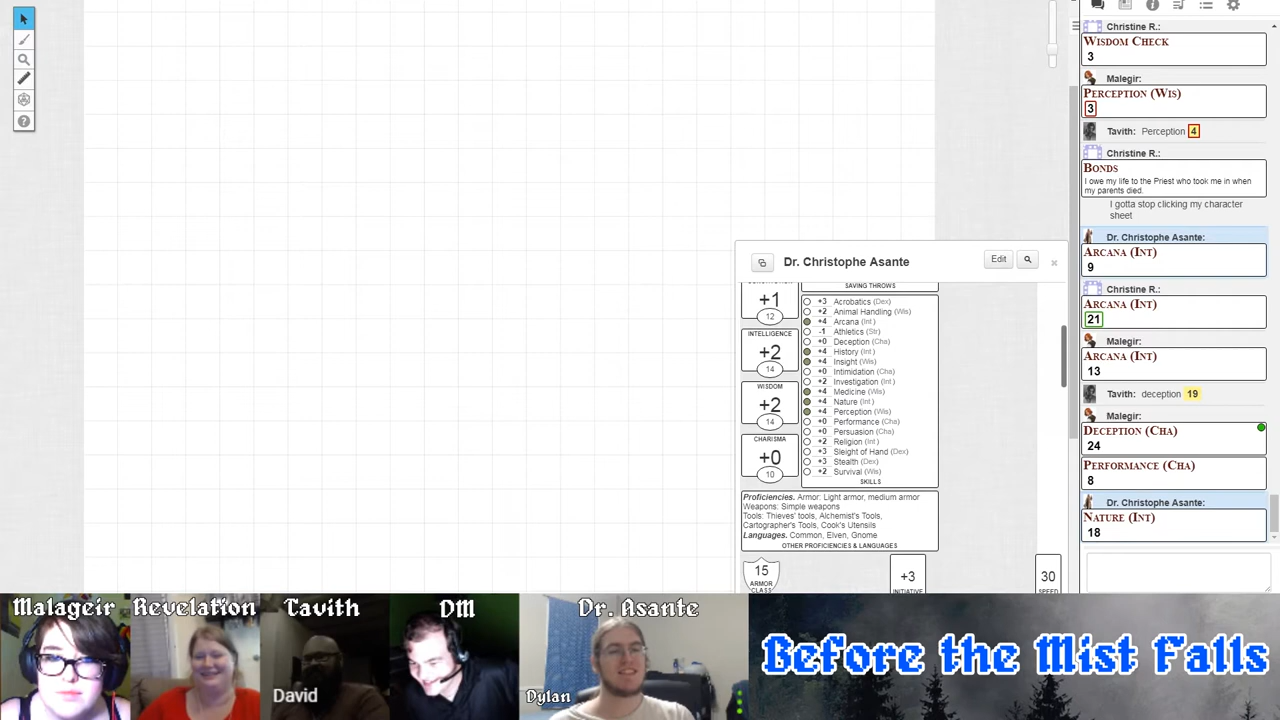 Christine R.:
WISDOM CHECK
3
Malegir:
PERCEPTION (WIS)
3
Tavith: Perception 4
Christine R.:
BONDS
I owe my life to the Priest who took me in when
my parents died.
I gotta stop clicking my character
sheet
Dr. Christophe Asante:
ARCANA (INT)
9
Christine R.:
ARCANA (INT)
21
Malegir:
ARCANA (INT)
13
Tavith: deception 19
Malegir:
DECEPTION (CHA)
24
PERFORMANCE (CHA)
8
Dr. Christophe Asante:
NATURE (INT)
18
Dr. Christophe Asante
Edit
+1
12
INTELLIGENCE
+2
14
WISDOM
+2
14
CHARISMA
+0
10
SAVING THROWS
+3 Acrobatics (Dex)
+2 Animal Handling (Wis)
+4 Arcana (Int)
-1 Athletics (Str)
+0 Deception (Cha)
+4 History (Int)
+4 Insight (Wis)
+0 Intimidation (Cha)
+2 Investigation (Int)
+4 Medicine (Wis)
+4 Nature (Int)
+4 Perception (Wis)
+0 Performance (Cha)
+0 Persuasion (Cha)
+2 Religion (Int)
+3 Sleight of Hand (Dex)
+3 Stealth (Dex)
+2 Survival (Wis)
SKILLS
Proficiencies. Armor: Light armor, medium armor
Weapons: Simple weapons
Tools: Thieves' tools, Alchemist's Tools,
Cartographer's Tools, Cook's Utensils
Languages. Common, Elven, Gnome
OTHER PROFICIENCIES & LANGUAGES
15
ARMOR
CLASS
+3
INITIATIVE
30
SPEED
Malageir
Revelation
Tavith
DM
Dr. Asante
David
Dylan
Before the Mist Falls